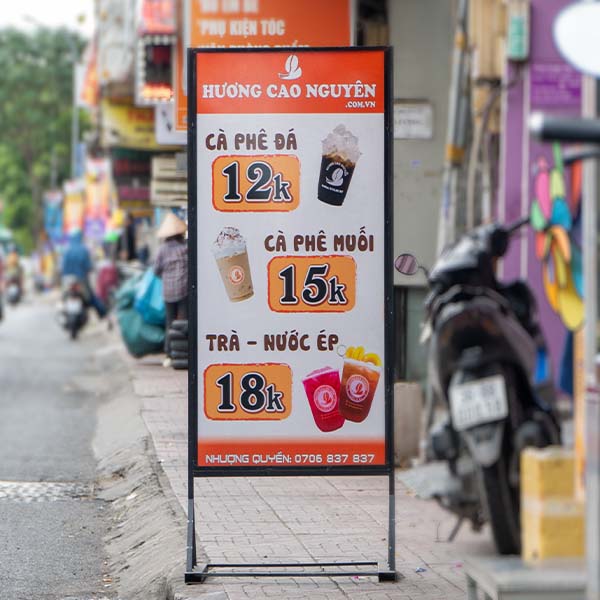 PHỤ KIỆN TÓC
HƯƠNG CAO NGUYÊN
.COM.VN
CÀ PHÊ ĐÁ
12k
CÀ PHÊ MUỐI
15k
TRÀ - NƯỚC ÉP
18k
NHƯỢNG QUYỀN: 0706 837 837